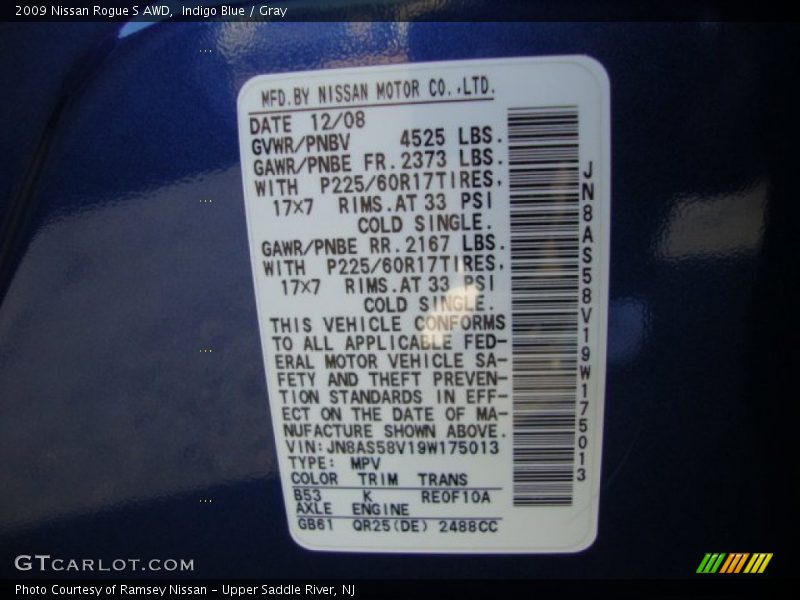 2009 Nissan Rogue S AWD, Indigo Blue / Gray
MFD.BY NISSAN MOTOR CO.,LTD.
DATE 12/08
GVWR/PNBV 4525 LBS.
GAWR/PNBE FR.2373 LBS.
WITH P225/60R17TIRES,
17×7 RIMS.AT 33 PSI
COLD SINGLE.
GAWR/PNBE RR.2167 LBS.
WITH P225/60R17TIRES,
17×7 RIMS.AT 33 PSI
COLD SINGLE.
THIS VEHICLE CONFORMS
TO ALL APPLICABLE FED-
ERAL MOTOR VEHICLE SA-
FETY AND THEFT PREVEN-
TION STANDARDS IN EFF-
ECT ON THE DATE OF MA-
NUFACTURE SHOWN ABOVE.
VIN:JN8AS58V19W175013
TYPE: MPV
COLOR TRIM TRANS
B53 K RE0F10A
AXLE ENGINE
GB61 QR25(DE) 2488CC
JN8AS58V19W175013
GTCARLOT.COM
Photo Courtesy of Ramsey Nissan - Upper Saddle River, NJ